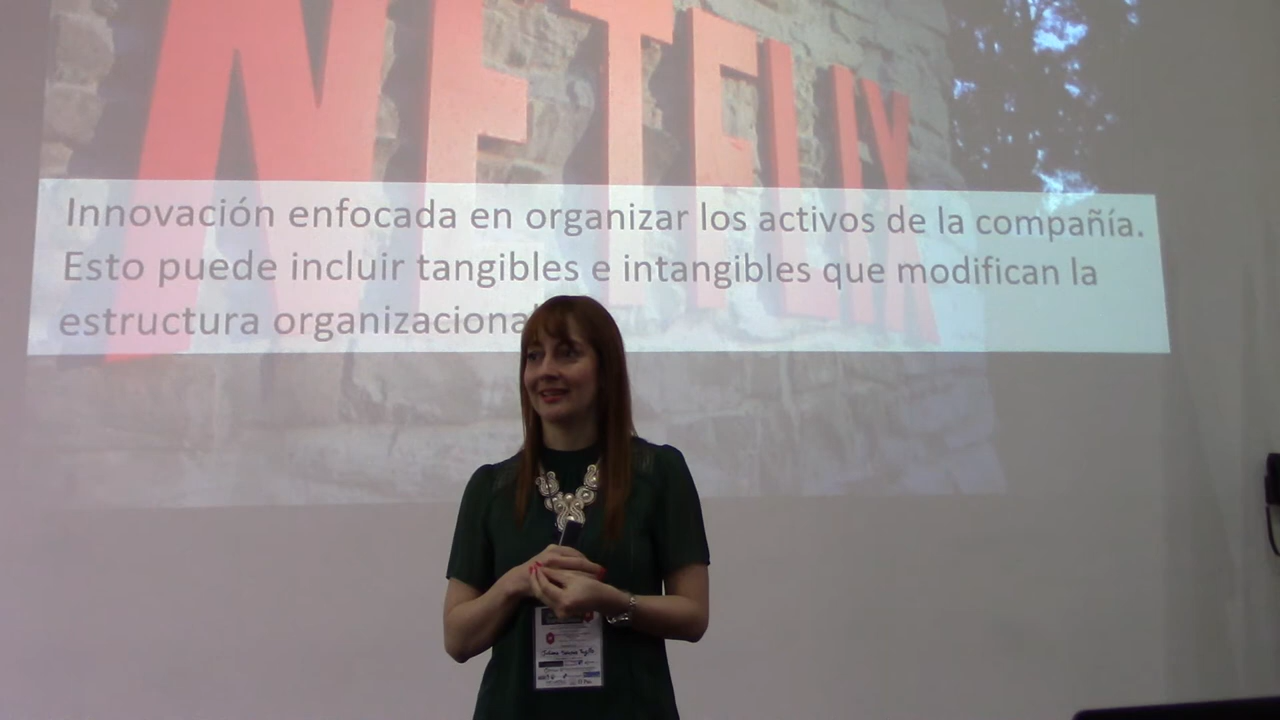 NETFLIX
Innovación enfocada en organizar los activos de la compañía.
Esto puede incluir tangibles e intangibles que modifican la
estructura organizaciona